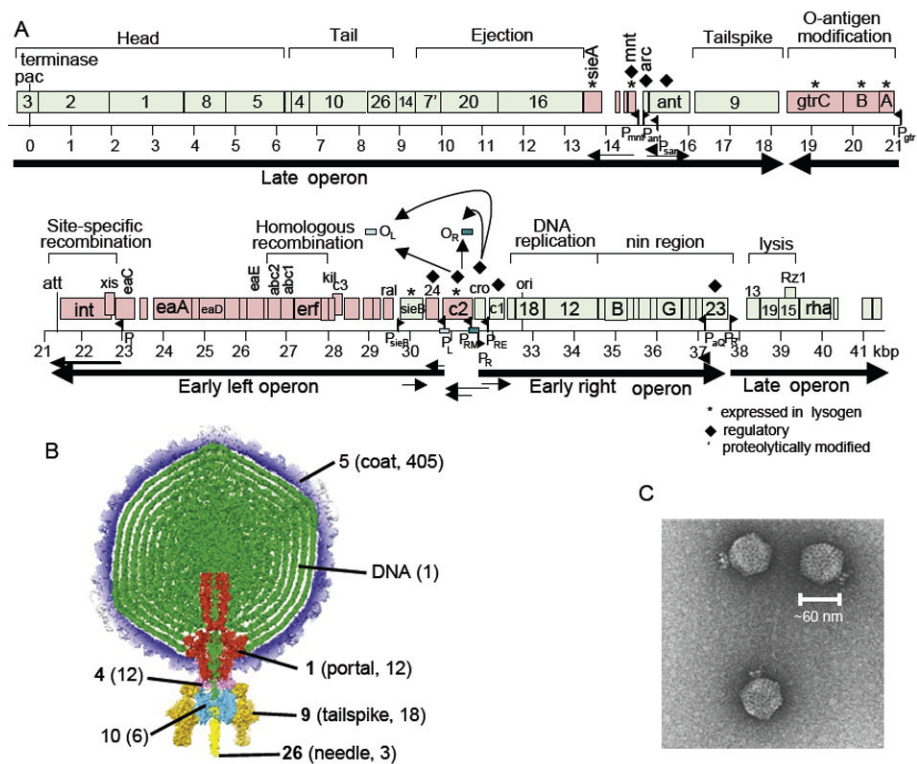 A
Head
Tail
Ejection
Tailspike
O-antigen
modification
terminase
pac
*sieA
*mnt
arc
3 2 1 8 5 4 10 26 14 7' 20 16 ant 9 gtrC B A
* * *
0 1 2 3 4 5 6 7 8 9 10 11 12 13 14 15 16 17 18 19 20 21
Pmnt Pant Psar Pgtr
Late operon
Site-specific
recombination
Homologous
recombination
OL OR
DNA
replication
nin region
lysis
att xis eaC eaE abc2 abc1 kil c3 ral 24 cro ori 13 Rz1
int eaA eaD erf sieB c2 c1 18 12 B G 23 19 15 rha
* *
21 22 23 24 25 26 27 28 29 30 31 32 33 34 35 36 37 38 39 40 41 kbp
PI PsieB PL PRM PR PRE PaQ PR'
Early left operon
Early right operon
Late operon
* expressed in lysogen
◆ regulatory
‘ proteolytically modified
B
5 (coat, 405)
DNA (1)
1 (portal, 12)
4 (12)
9 (tailspike, 18)
10 (6)
26 (needle, 3)
C
~60 nm